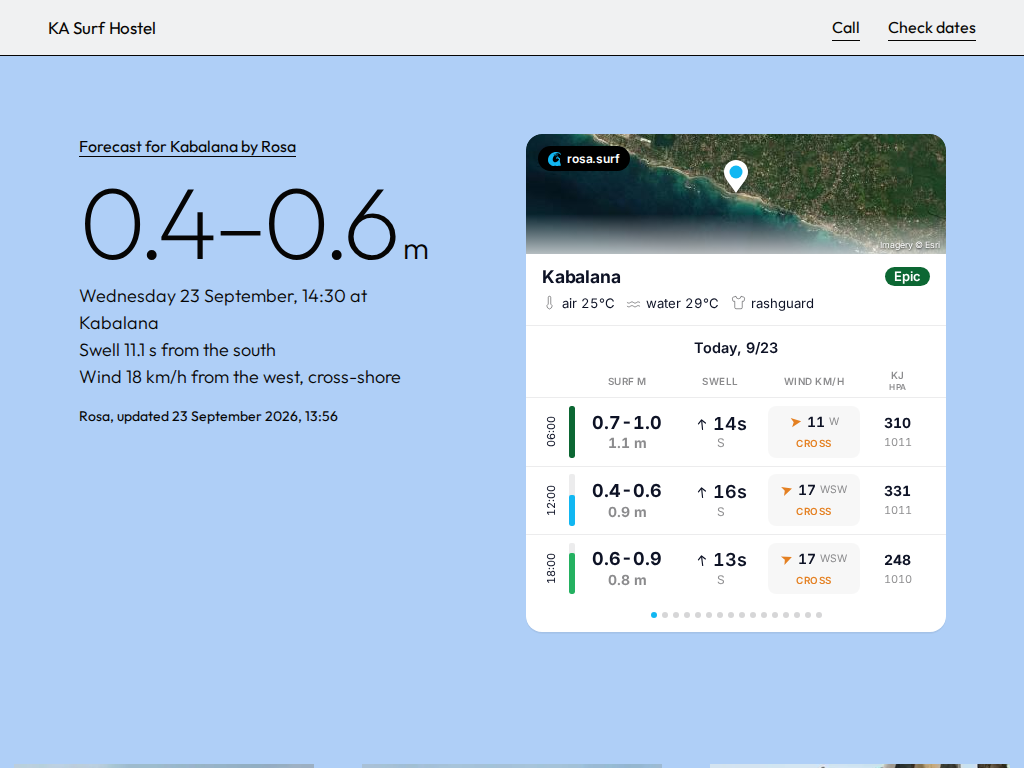 KA Surf Hostel
Call
Check dates
Forecast for Kabalana by Rosa
0.4–0.6 m
Wednesday 23 September, 14:30 at
Kabalana
Swell 11.1 s from the south
Wind 18 km/h from the west, cross-shore
Rosa, updated 23 September 2026, 13:56
rosa.surf
Imagery © Esri
Kabalana
Epic
air 25°C water 29°C rashguard
Today, 9/23
SURF M SWELL WIND KM/H KJ
HPA
06:00 0.7-1.0 14s 11 W 310
1.1 m S CROSS 1011
12:00 0.4-0.6 16s 17 WSW 331
0.9 m S CROSS 1011
18:00 0.6-0.9 13s 17 WSW 248
0.8 m S CROSS 1010